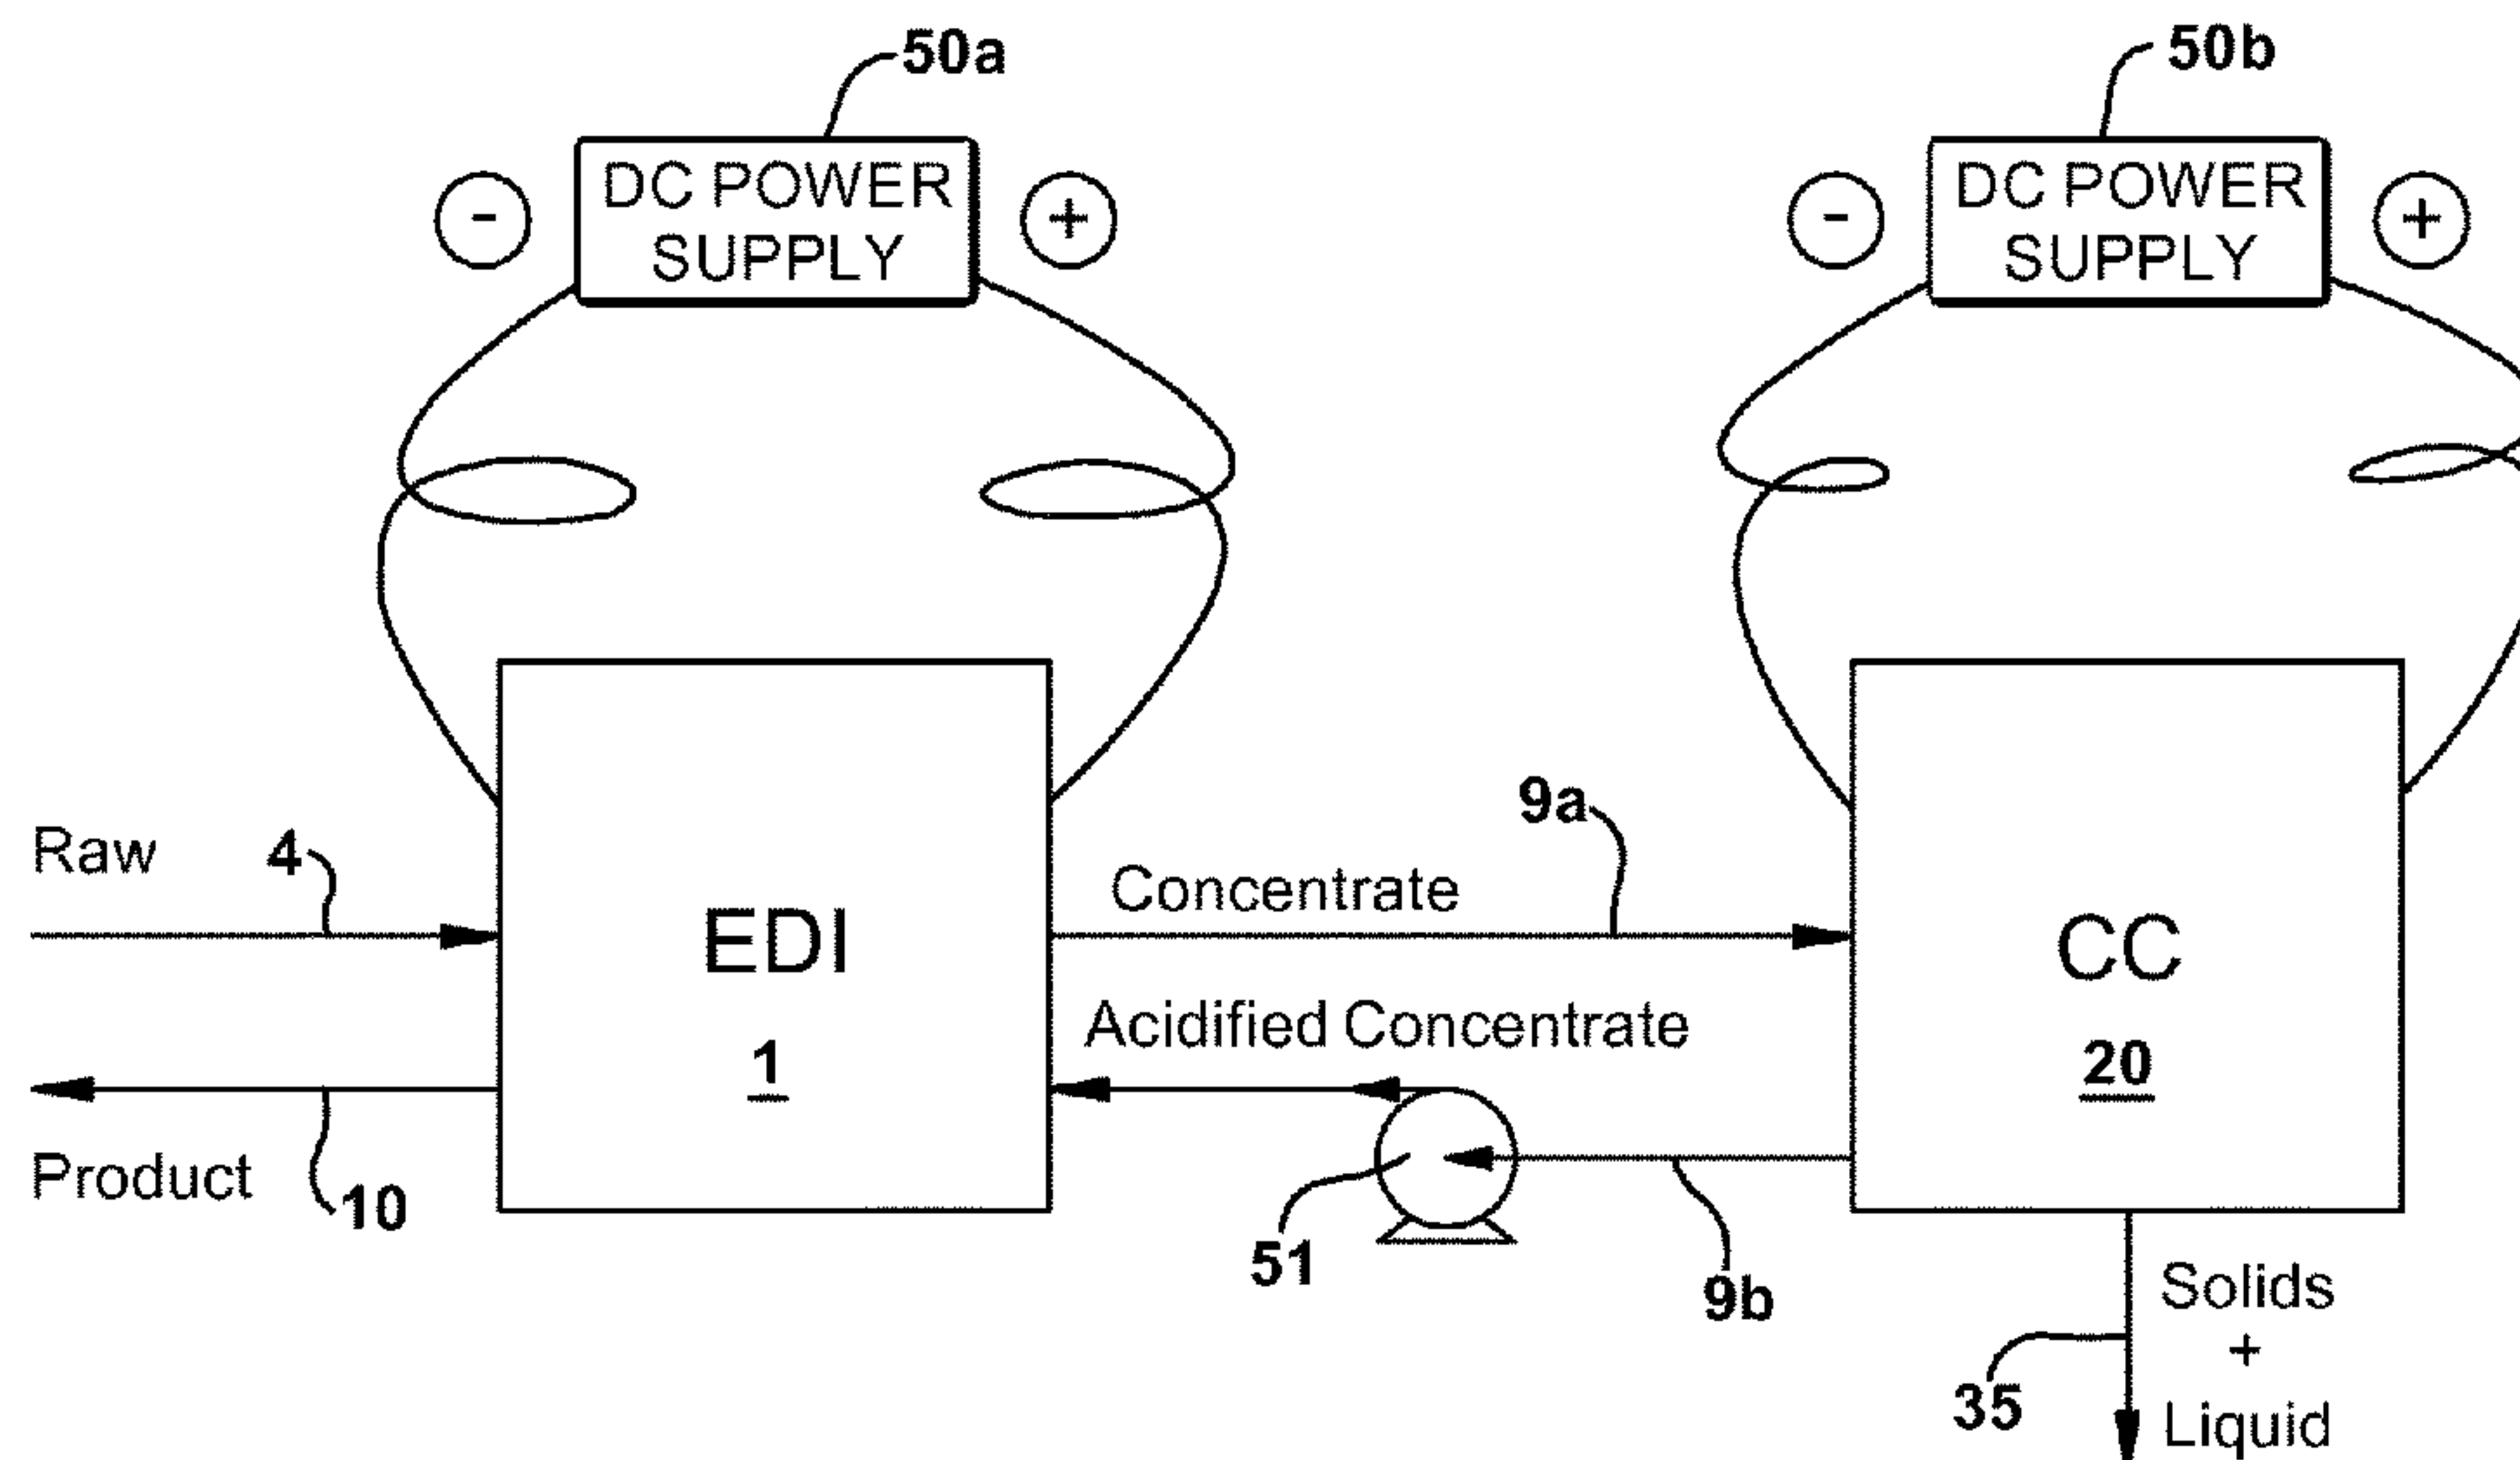 50a
50b
- DC POWER SUPPLY +
- DC POWER SUPPLY +
9a
Raw
4
Concentrate
EDI
CC
Acidified Concentrate
1
20
Product
10
51
9b
Solids
+
35
Liquid